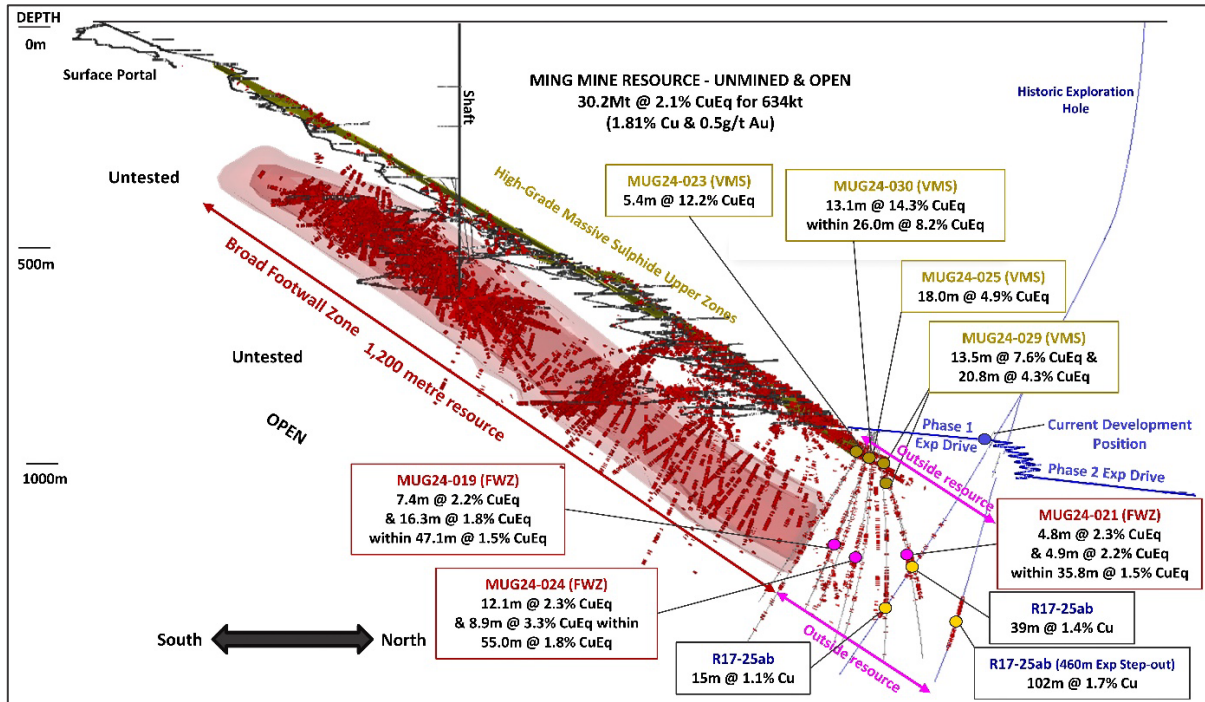 DEPTH
0m
Surface Portal
Shaft
MING MINE RESOURCE - UNMINED & OPEN
30.2Mt @ 2.1% CuEq for 634kt
(1.81% Cu & 0.5g/t Au)
Historic Exploration
Hole
Untested
MUG24-023 (VMS)
5.4m @ 12.2% CuEq
MUG24-030 (VMS)
13.1m @ 14.3% CuEq
within 26.0m @ 8.2% CuEq
High-Grade Massive Sulphide Upper Zones
500m
MUG24-025 (VMS)
18.0m @ 4.9% CuEq
Broad Footwall Zone 1,200 metre resource
MUG24-029 (VMS)
13.5m @ 7.6% CuEq &
20.8m @ 4.3% CuEq
Untested
OPEN
Phase 1
Exp Drive
Current Development
Position
Phase 2 Exp Drive
Outside resource
1000m
MUG24-019 (FWZ)
7.4m @ 2.2% CuEq
& 16.3m @ 1.8% CuEq
within 47.1m @ 1.5% CuEq
MUG24-021 (FWZ)
4.8m @ 2.3% CuEq
& 4.9m @ 2.2% CuEq
within 35.8m @ 1.5% CuEq
MUG24-024 (FWZ)
12.1m @ 2.3% CuEq
& 8.9m @ 3.3% CuEq within
55.0m @ 1.8% CuEq
South
North
R17-25ab
39m @ 1.4% Cu
Outside resource
R17-25ab
15m @ 1.1% Cu
R17-25ab (460m Exp Step-out)
102m @ 1.7% Cu